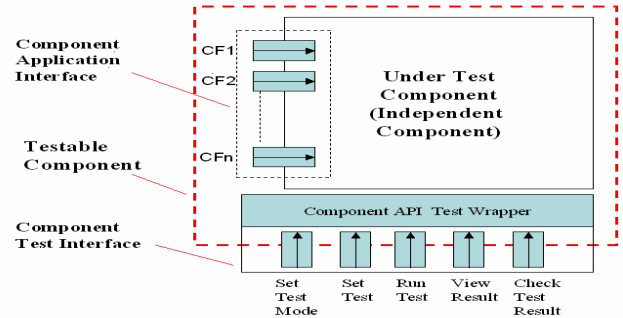 Component
Application
Interface
CF1
CF2
CFn
Under Test
Component
(Independent
Component)
Testable
Component
Component API Test Wrapper
Component
Test Interface
Set
Test
Mode
Set
Test
Run
Test
View
Result
Check
Test
Result